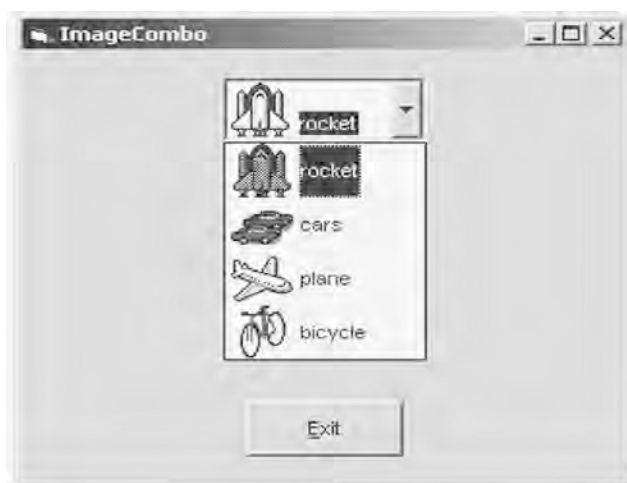 ImageCombo
rocket
rocket
cars
plane
bicycle
Exit